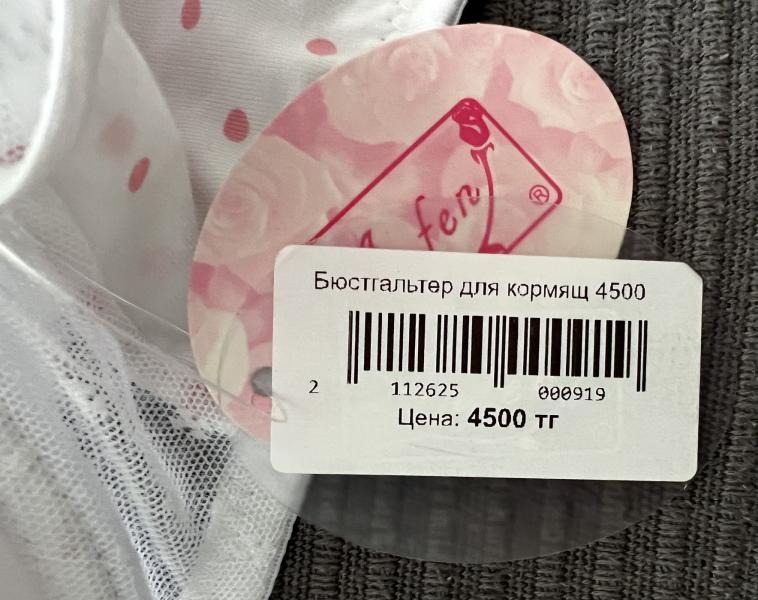 fen
®
Бюстгальтер для кормящ 4500
2 112625 000919
Цена: 4500 тг